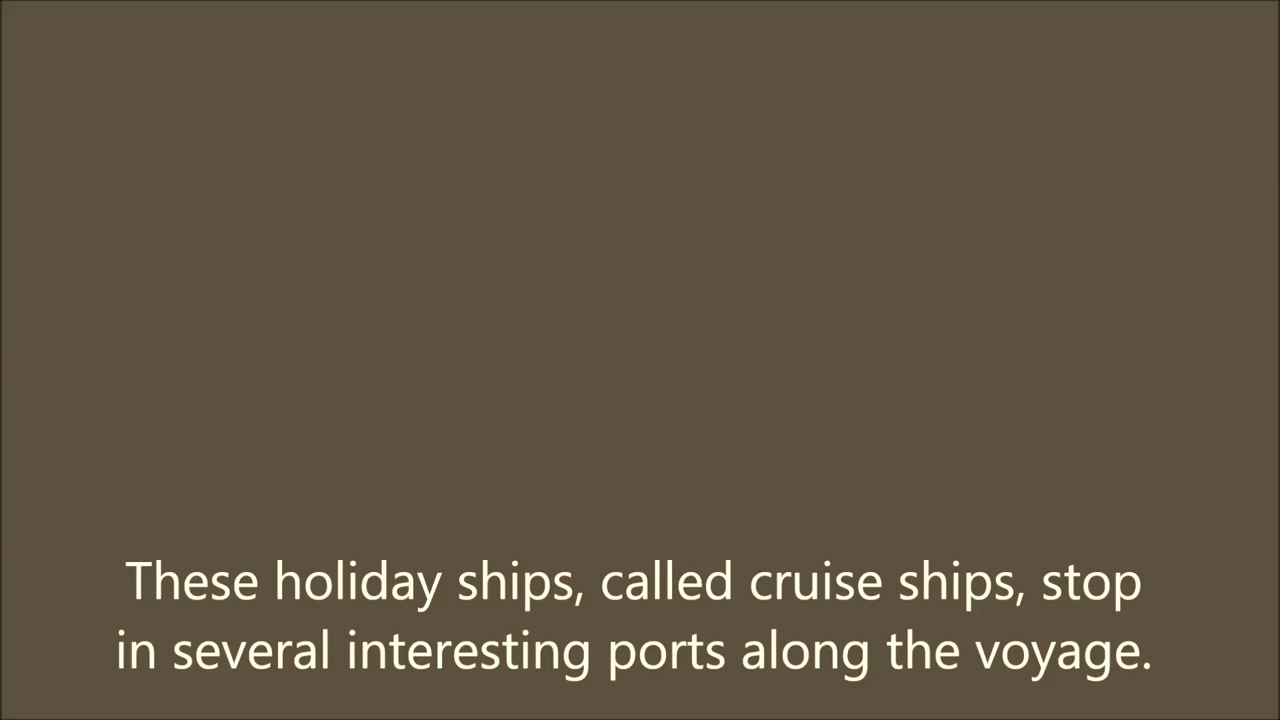 These holiday ships, called cruise ships, stop
in several interesting ports along the voyage.